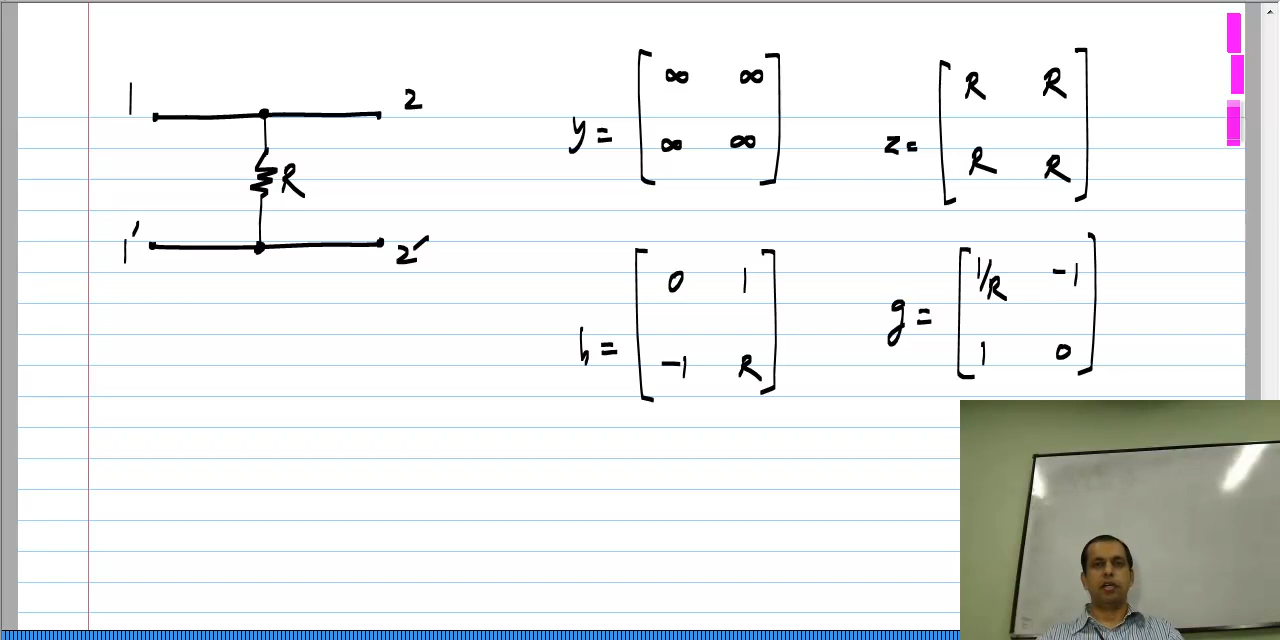 1 2
R
1' 2'
y = [ ∞ ∞
∞ ∞ ]
z = [ R R
R R ]
h = [ 0 1
-1 R ]
g = [ 1/R -1
1 0 ]